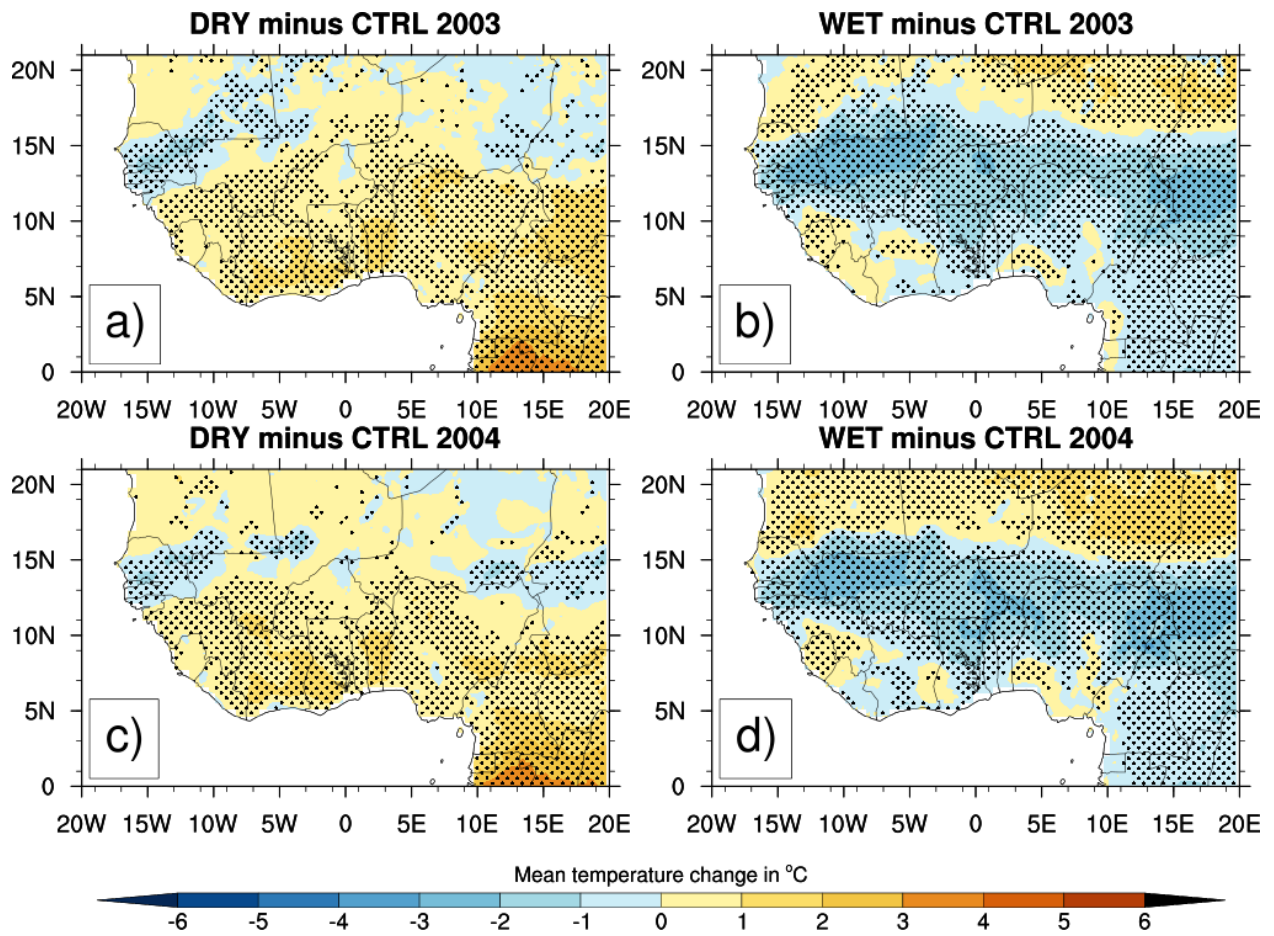 DRY minus CTRL 2003
WET minus CTRL 2003
20N
15N
10N
5N
0
a)
20W 15W 10W 5W 0 5E 10E 15E 20E
20N
15N
10N
5N
0
b)
20W 15W 10W 5W 0 5E 10E 15E 20E
DRY minus CTRL 2004
WET minus CTRL 2004
20N
15N
10N
5N
0
c)
20W 15W 10W 5W 0 5E 10E 15E 20E
20N
15N
10N
5N
0
d)
20W 15W 10W 5W 0 5E 10E 15E 20E
Mean temperature change in °C
-6 -5 -4 -3 -2 -1 0 1 2 3 4 5 6